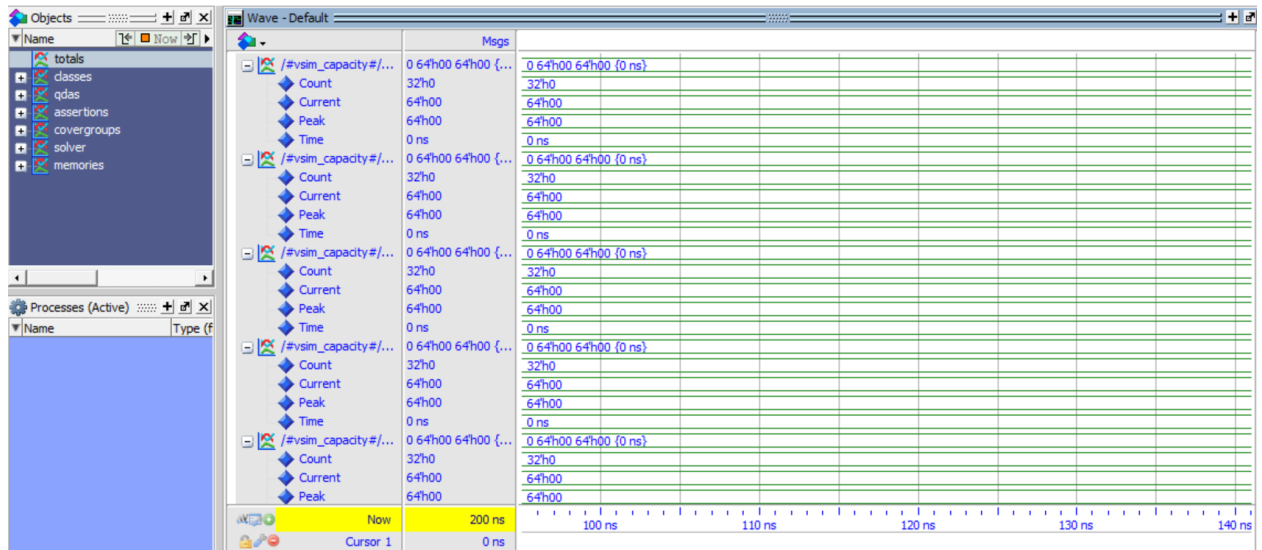 Objects
Name Now
totals
classes
qdas
assertions
covergroups
solver
memories
Processes (Active)
Name Type (f
Wave - Default
Msgs
/#vsim_capacity#/... 0 64'h00 64'h00 {... 0 64'h00 64'h00 {0 ns}
Count 32'h0 32'h0
Current 64'h00 64'h00
Peak 64'h00 64'h00
Time 0 ns 0 ns
/#vsim_capacity#/... 0 64'h00 64'h00 {... 0 64'h00 64'h00 {0 ns}
Count 32'h0 32'h0
Current 64'h00 64'h00
Peak 64'h00 64'h00
Time 0 ns 0 ns
/#vsim_capacity#/... 0 64'h00 64'h00 {... 0 64'h00 64'h00 {0 ns}
Count 32'h0 32'h0
Current 64'h00 64'h00
Peak 64'h00 64'h00
Time 0 ns 0 ns
/#vsim_capacity#/... 0 64'h00 64'h00 {... 0 64'h00 64'h00 {0 ns}
Count 32'h0 32'h0
Current 64'h00 64'h00
Peak 64'h00 64'h00
Time 0 ns 0 ns
/#vsim_capacity#/... 0 64'h00 64'h00 {... 0 64'h00 64'h00 {0 ns}
Count 32'h0 32'h0
Current 64'h00 64'h00
Peak 64'h00 64'h00
Now 200 ns
100 ns 110 ns 120 ns 130 ns 140 ns
Cursor 1 0 ns